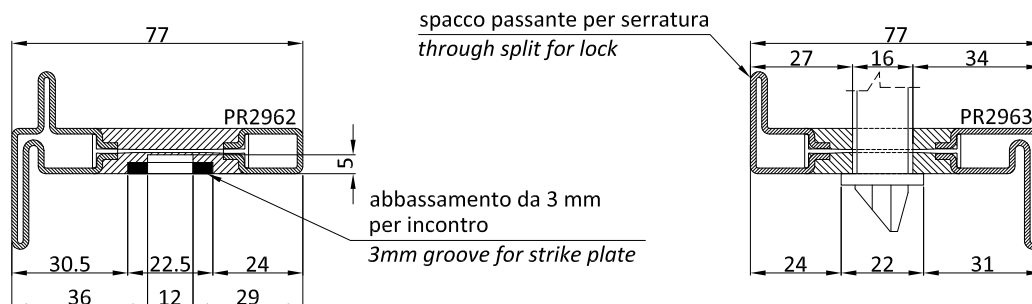 spacco passante per serratura
through split for lock
77
77
27
16
34
PR2962
PR2963
5
abbassamento da 3 mm
per incontro
3mm groove for strike plate
30.5
22.5
24
24
22
31
36
12
29